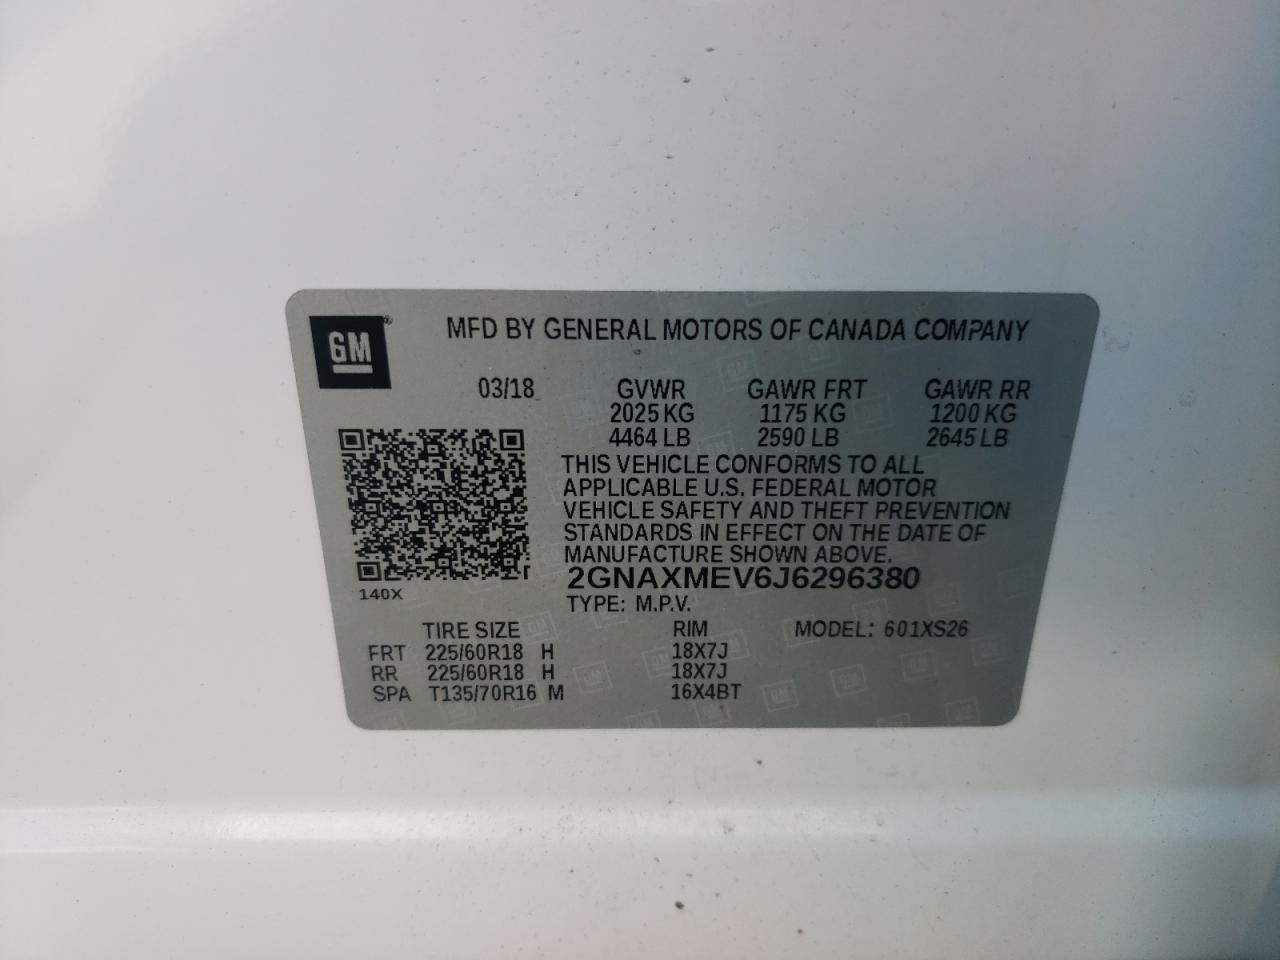 GM®
MFD BY GENERAL MOTORS OF CANADA COMPANY
03/18 GVWR GAWR FRT GAWR RR
2025 KG 1175 KG 1200 KG
4464 LB 2590 LB 2645 LB
THIS VEHICLE CONFORMS TO ALL
APPLICABLE U.S. FEDERAL MOTOR
VEHICLE SAFETY AND THEFT PREVENTION
STANDARDS IN EFFECT ON THE DATE OF
MANUFACTURE SHOWN ABOVE.
2GNAXMEV6J6296380
140X
TYPE: M.P.V.
TIRE SIZE RIM MODEL: 601XS26
FRT 225/60R18 H 18X7J
RR 225/60R18 H 18X7J
SPA T135/70R16 M 16X4BT